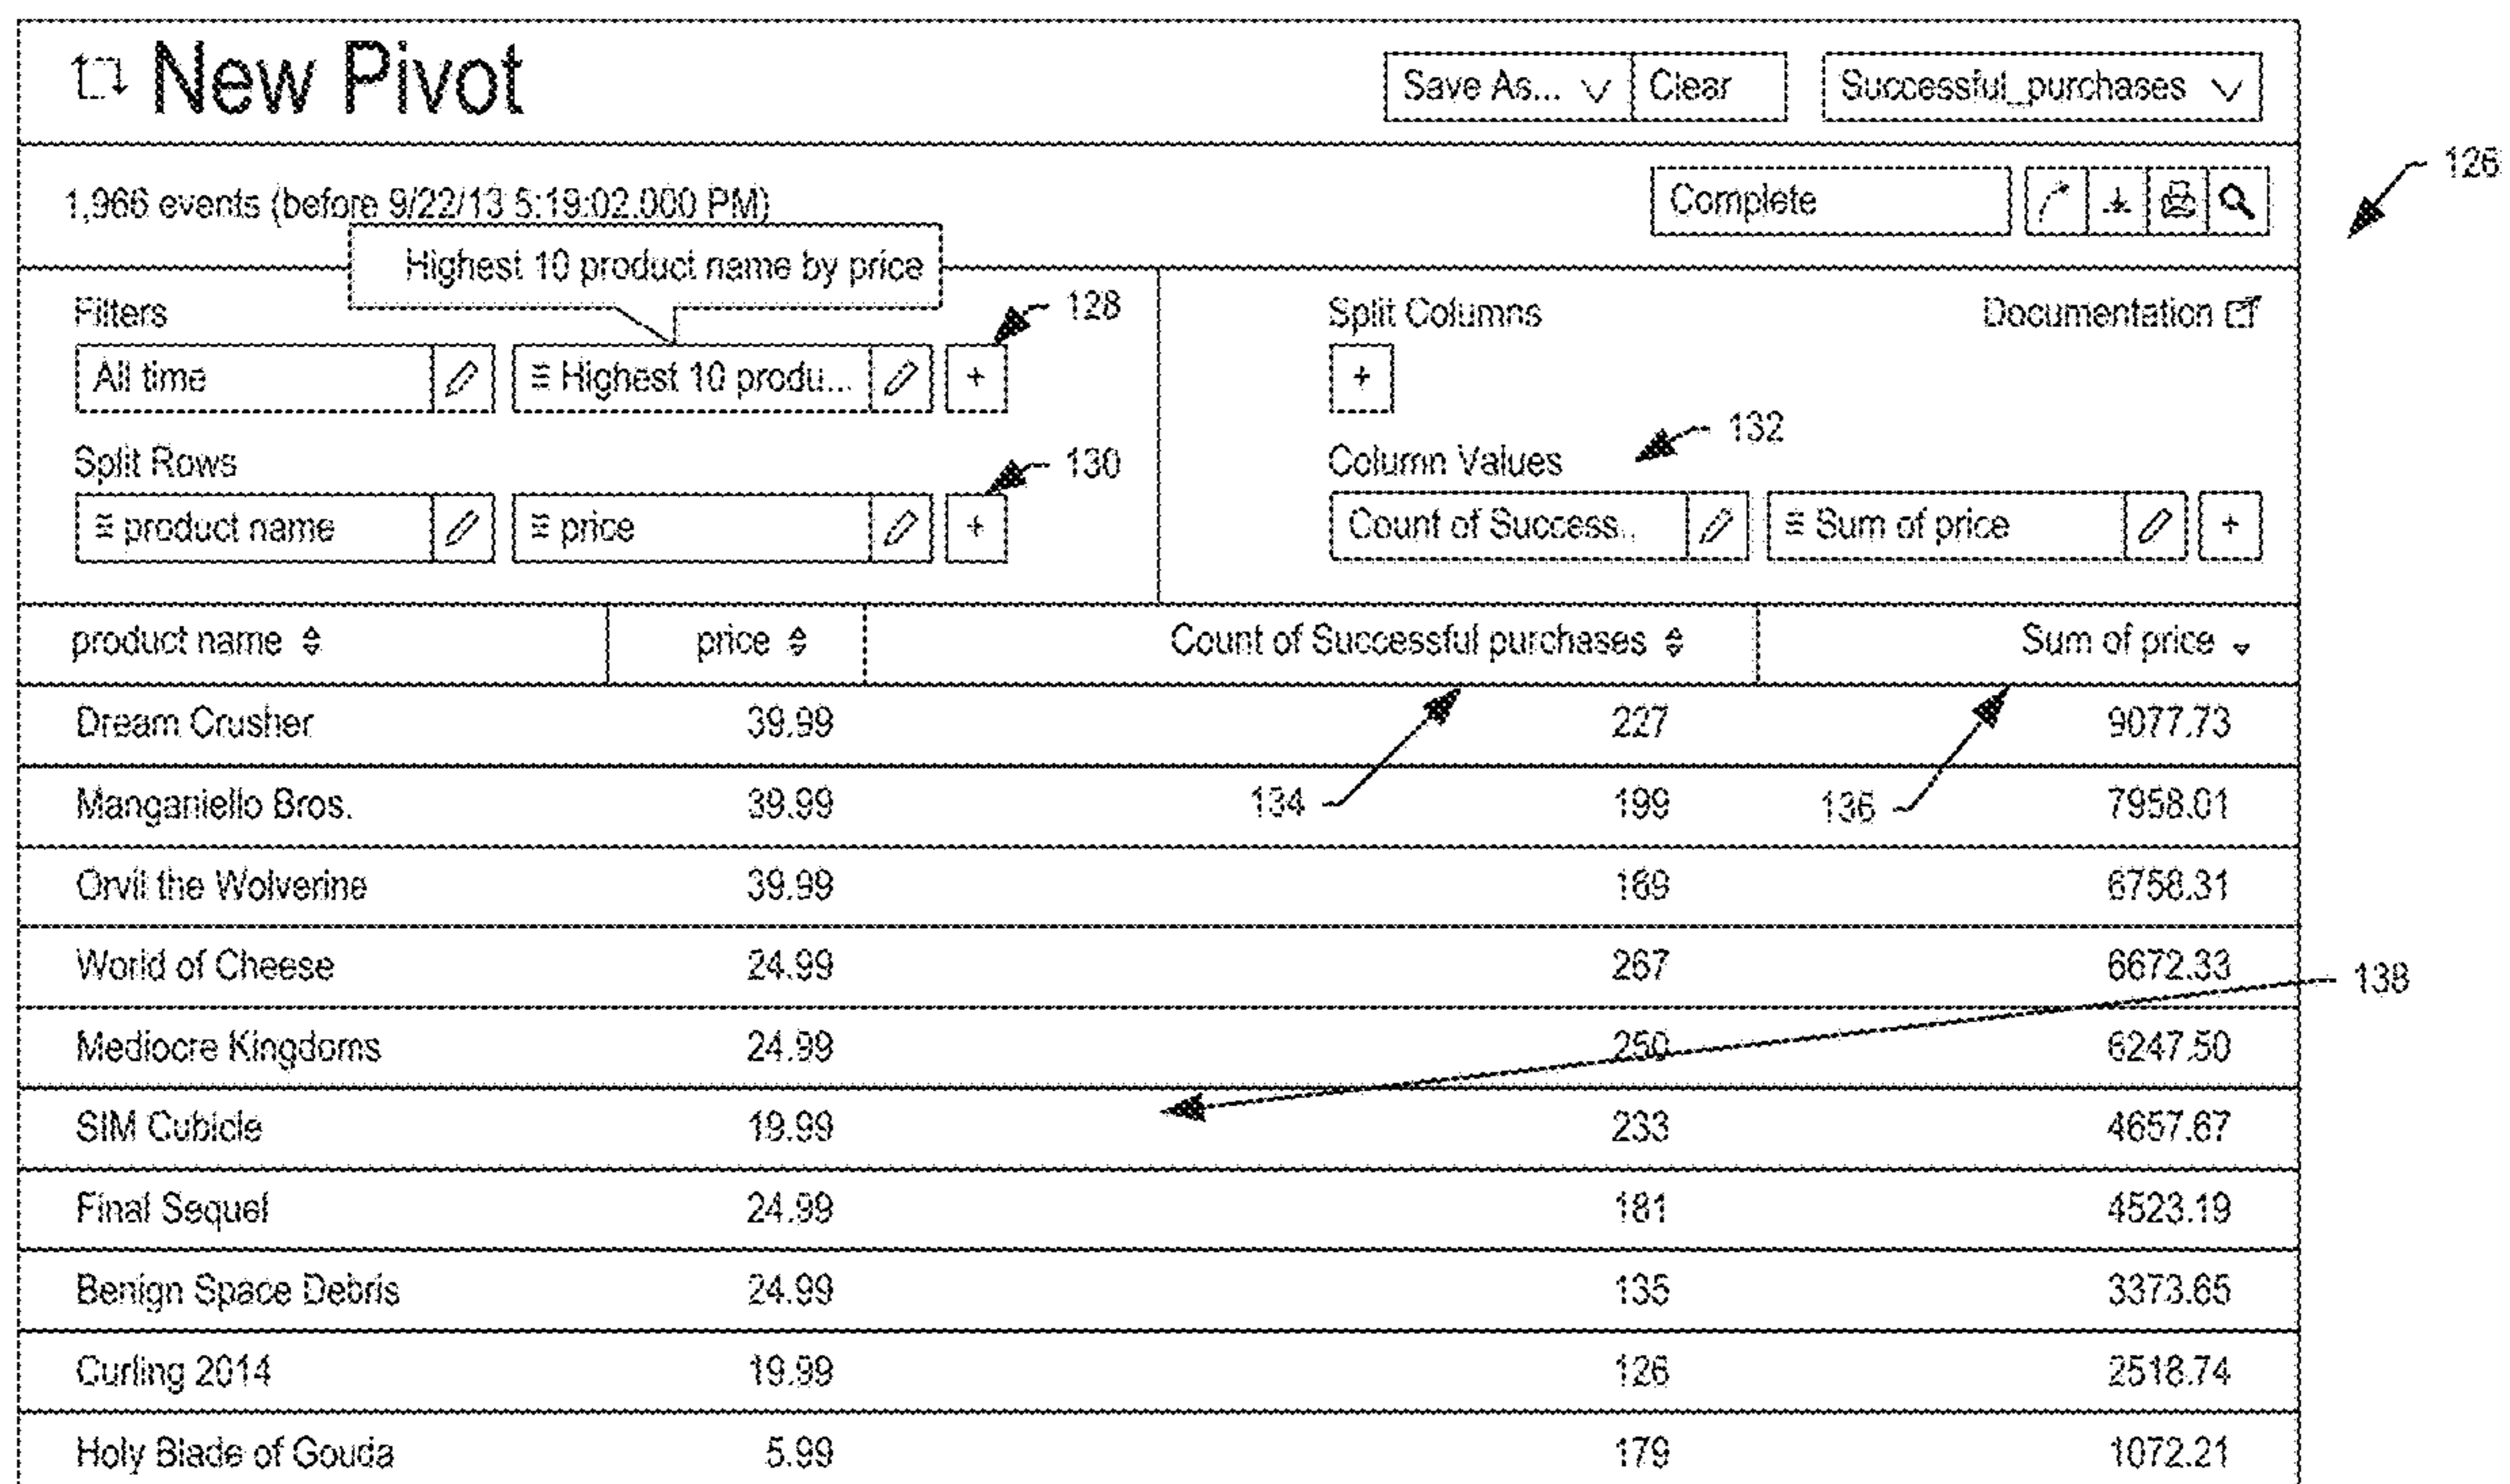 New Pivot Save As... Clear Successful_purchases
126
1,966 events (before 9/22/13 5:19:02.000 PM) Complete
Highest 10 product name by price
128
Filters Split Columns Documentation
All time Highest 10 produ... + +
132
130
Split Rows Column Values
product name price + Count of Success.. Sum of price +
product name price Count of Successful purchases Sum of price
Dream Crusher 39.99 227 9077.73
Manganiello Bros. 39.99 134 199 136 7958.01
Orvil the Wolverine 39.99 169 6758.31
World of Cheese 24.99 267 6672.33
138
Mediocre Kingdoms 24.99 250 6247.50
SIM Cubicle 19.99 233 4657.67
Final Sequel 24.99 181 4523.19
Benign Space Debris 24.99 135 3373.65
Curling 2014 19.99 126 2518.74
Holy Blade of Gouda 5.99 179 1072.21